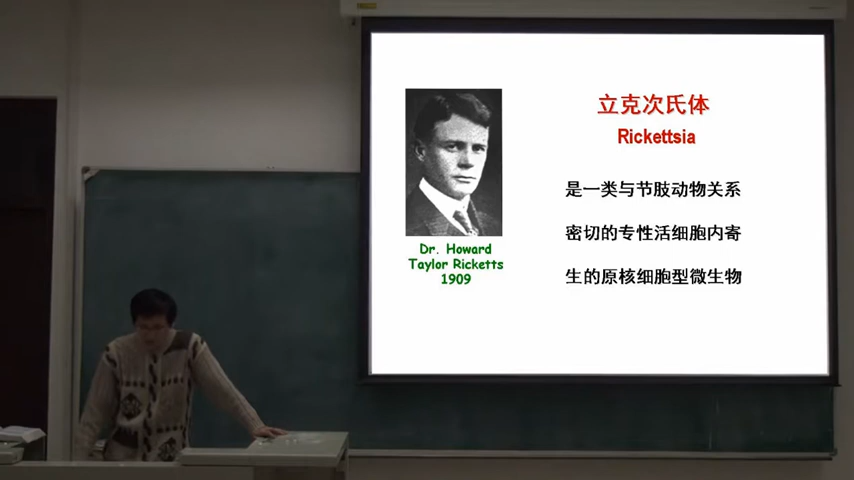 立克次氏体
Rickettsia
是一类与节肢动物关系
密切的专性活细胞内寄
生的原核细胞型微生物
Dr. Howard
Taylor Ricketts
1909